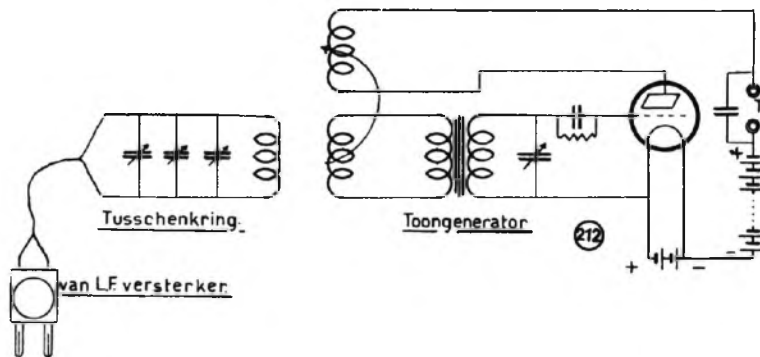 Tusschenkring.
Toongenerator
212
van L.F. versterker.
T
+
-
+
-